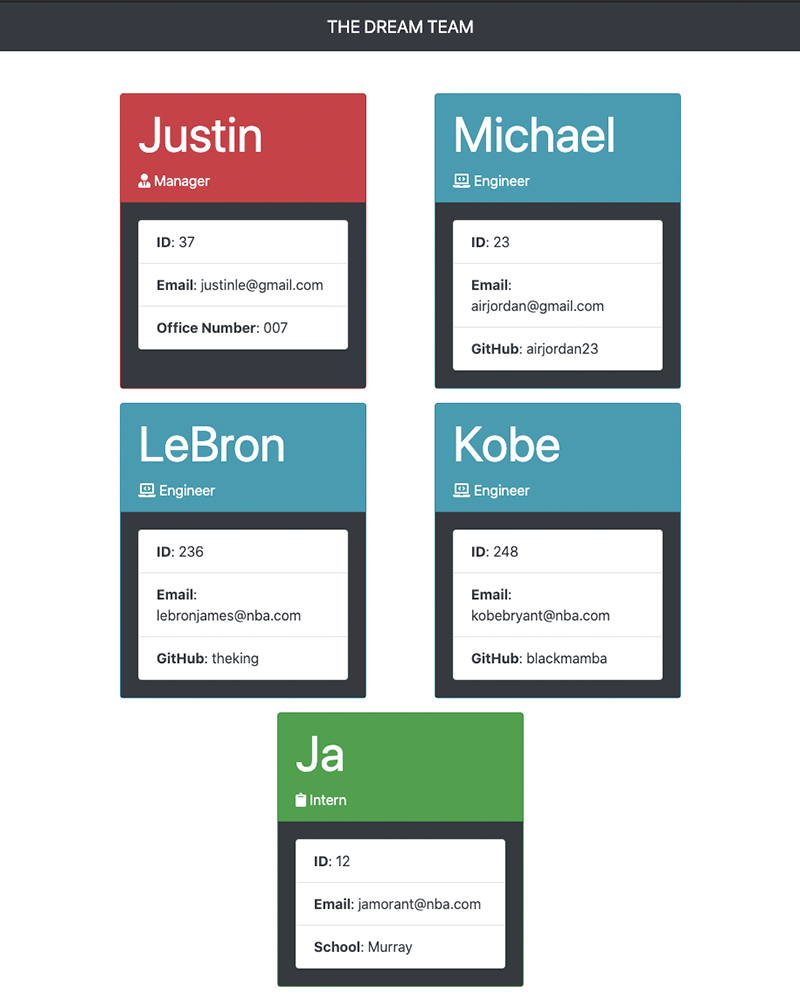 THE DREAM TEAM
Justin
Manager
ID: 37
Email: justinle@gmail.com
Office Number: 007
Michael
Engineer
ID: 23
Email:
airjordan@gmail.com
GitHub: airjordan23
LeBron
Engineer
ID: 236
Email:
lebronjames@nba.com
GitHub: theking
Kobe
Engineer
ID: 248
Email:
kobebryant@nba.com
GitHub: blackmamba
Ja
Intern
ID: 12
Email: jamorant@nba.com
School: Murray